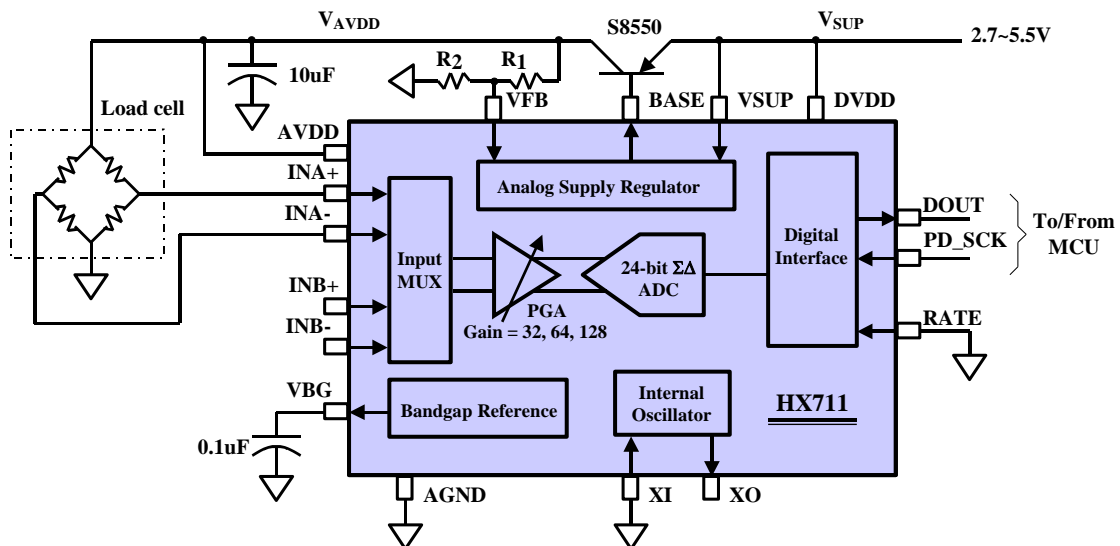 V_AVDD
S8550
V_SUP
2.7~5.5V
R2
R1
10uF
VFB
BASE
VSUP
DVDD
Load cell
AVDD
INA+
INA-
INB+
INB-
VBG
0.1uF
Analog Supply Regulator
Input
MUX
PGA
Gain = 32, 64, 128
24-bit ΣΔ
ADC
Digital
Interface
DOUT
PD_SCK
To/From
MCU
RATE
Bandgap Reference
Internal
Oscillator
HX711
AGND
XI
XO